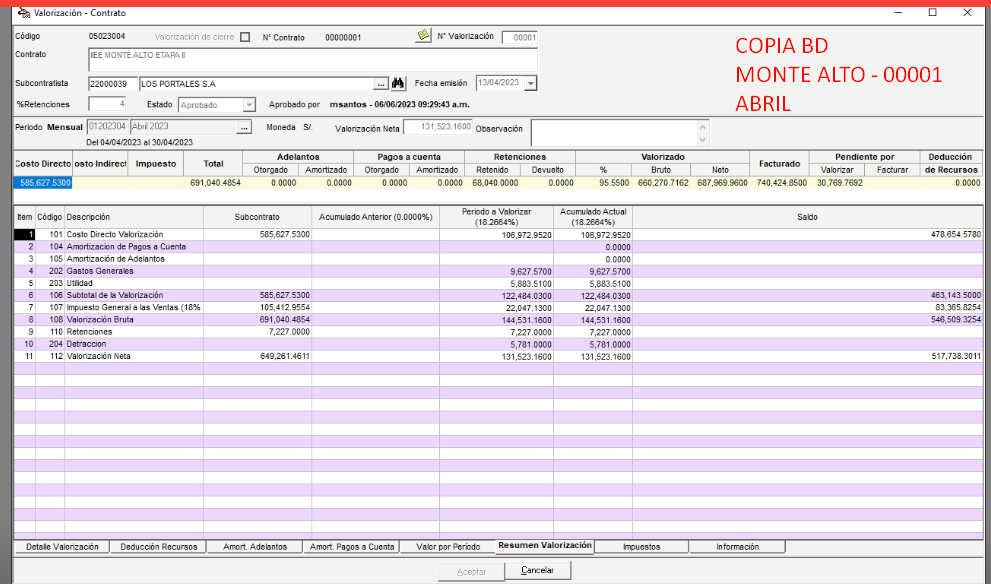 Valorización - Contrato
Código 05023004 Valorización de cierre N° Contrato 00000001 N° Valorización 00001
Contrato IEE MONTE ALTO ETAPA II
Subcontratista 22000039 LOS PORTALES S.A ... Fecha emisión 13/04/2023
%Retenciones 4 Estado Aprobado Aprobado por msantos - 06/06/2023 09:29:43 a.m.
COPIA BD
MONTE ALTO - 00001
ABRIL
Periodo Mensual 01202304 Abril 2023 ... Moneda S/. Valorización Neta 131,523.1600 Observación
Del 04/04/2023 al 30/04/2023
Costo Directo osto Indirect Impuesto Total Adelantos Pagos a cuenta Retenciones Valorizado Facturado Pendiente por Deducción
Otorgado Amortizado Otorgado Amortizado Retenido Devuelto % Bruto Neto Valorizar Facturar de Recursos
585,627.5300 691,040.4854 0.0000 0.0000 0.0000 0.0000 68,040.0000 0.0000 95.5500 660,270.7162 687,969.9600 740,424.8500 30,769.7692 0.0000
Item Código Descripción Subcontrato Acumulado Anterior (0.0000%) Periodo a Valorizar (18.2664%) Acumulado Actual (18.2664%) Saldo
1 101 Costo Directo Valorización 585,627.5300 106,972.9520 106,972.9520 478,654.5780
2 104 Amortizacion de Pagos a Cuenta 0.0000
3 105 Amortización de Adelantos 0.0000
4 202 Gastos Generales 9,627.5700 9,627.5700
5 203 Utilidad 5,883.5100 5,883.5100
6 106 Subtotal de la Valorización 585,627.5300 122,484.0300 122,484.0300 463,143.5000
7 107 Impuesto General a las Ventas (18% 105,412.9554 22,047.1300 22,047.1300 83,365.8254
8 108 Valorización Bruta 691,040.4854 144,531.1600 144,531.1600 546,509.3254
9 110 Retenciones 7,227.0000 7,227.0000 7,227.0000
10 204 Detraccion 5,781.0000 5,781.0000
11 112 Valorización Neta 649,261.4611 131,523.1600 131,523.1600 517,738.3011
Detalle Valorización Deducción Recursos Amort. Adelantos Amort. Pagos a Cuenta Valor por Período Resumen Valorización Impuestos Información
Aceptar Cancelar